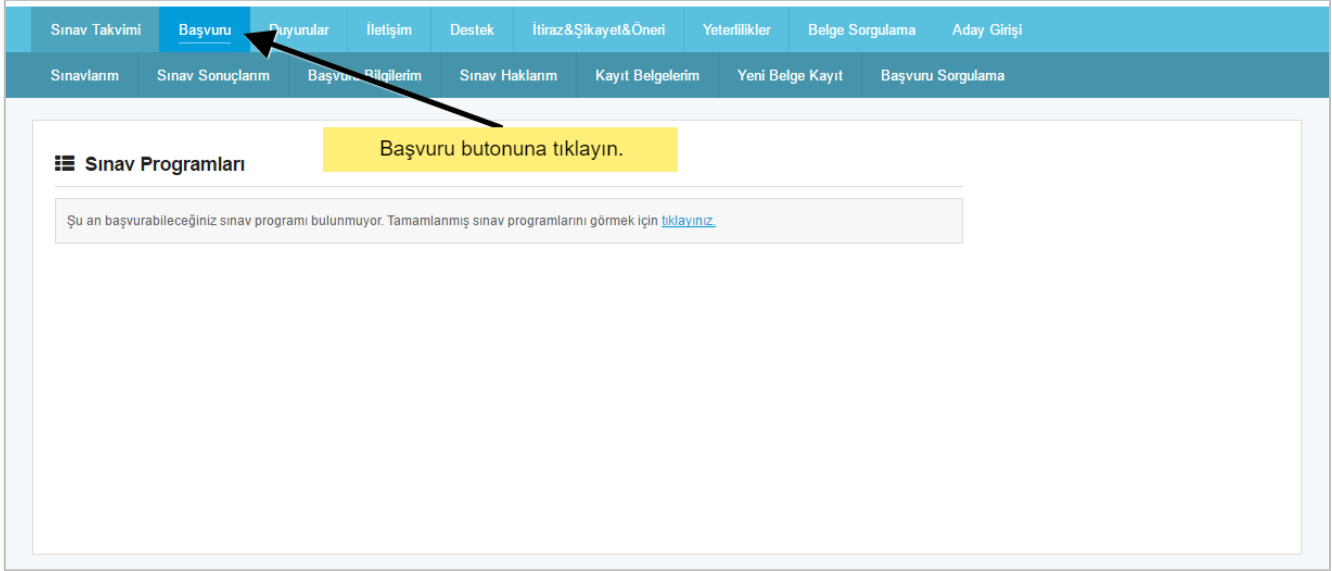 Sınav Takvimi Başvuru Duyurular İletişim Destek İtiraz&Şikayet&Öneri Yeterlilikler Belge Sorgulama Aday Girişi
Sınavlarım Sınav Sonuçlarım Başvuru Bilgilerim Sınav Haklarım Kayıt Belgelerim Yeni Belge Kayıt Başvuru Sorgulama
Başvuru butonuna tıklayın.
Sınav Programları
Şu an başvurabileceğiniz sınav programı bulunmuyor. Tamamlanmış sınav programlarını görmek için tıklayınız.